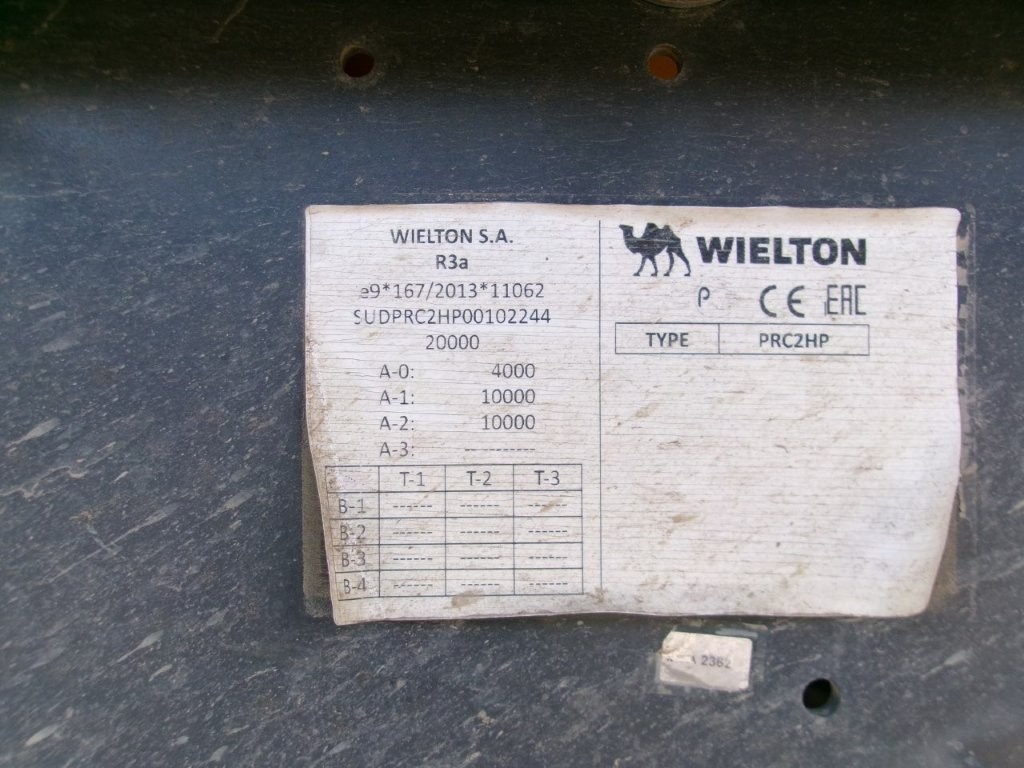 WIELTON S.A.
R3a
e9*167/2013*11062
SUDPRC2HP00102244
20000
A-0: 4000
A-1: 10000
A-2: 10000
A-3: ----------
T-1 T-2 T-3
B-1 ------ ------ ------
B-2 ------ ------ ------
B-3 ------ ------ ------
B-4 ------ ------ ------
WIELTON
P CE EAC
TYPE PRC2HP
2362